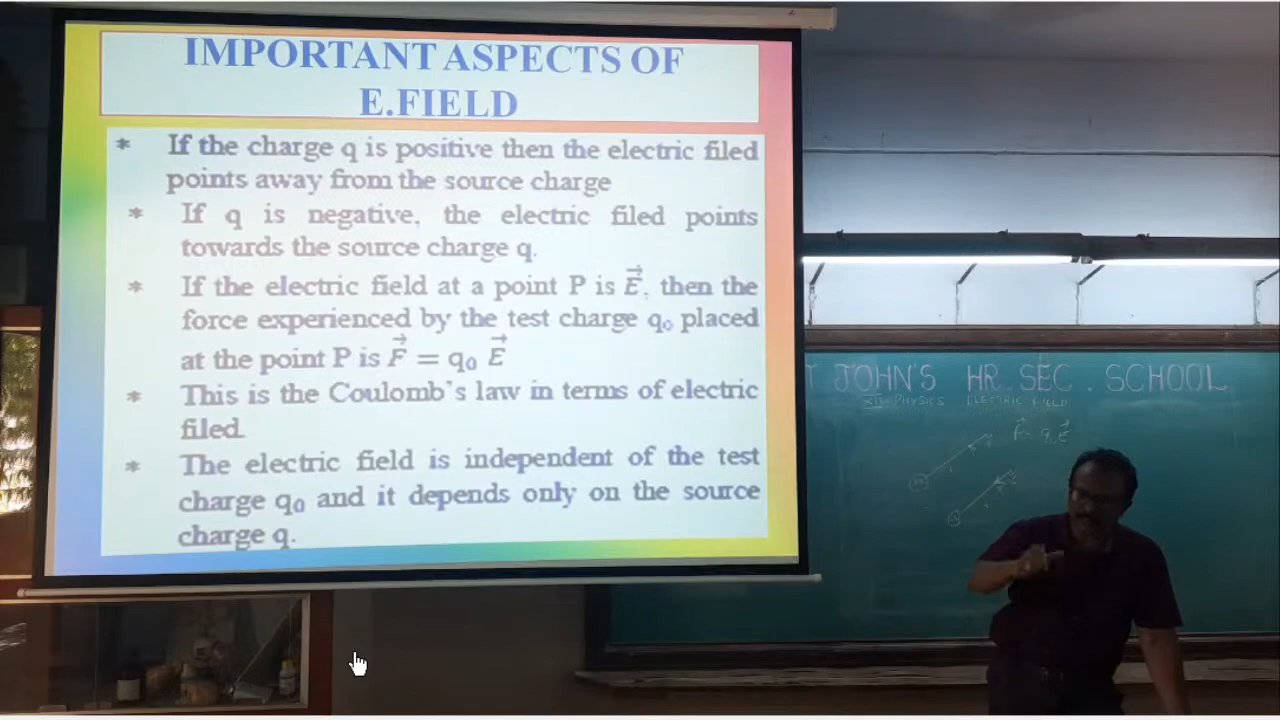 IMPORTANT ASPECTS OF
E.FIELD
* If the charge q is positive then the electric filed
points away from the source charge
* If q is negative, the electric filed points
towards the source charge q.
* If the electric field at a point P is E⃗, then the
force experienced by the test charge q₀ placed
at the point P is F⃗ = q₀ E⃗
* This is the Coulomb's law in terms of electric
filed.
* The electric field is independent of the test
charge q₀ and it depends only on the source
charge q.
JOHN'S HR. SEC. SCHOOL
PHYSICS ELECTRIC FIELD
F⃗ = q₀E⃗